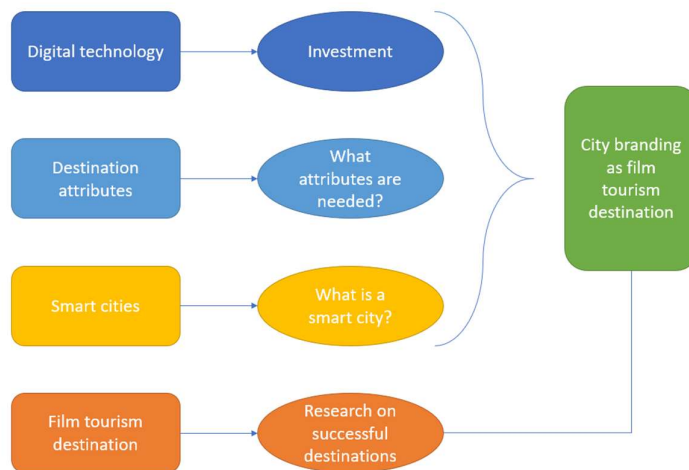 Digital technology
Investment
Destination
attributes
What
attributes are
needed?
City branding
as film
tourism
destination
Smart cities
What is a
smart city?
Film tourism
destination
Research on
successful
destinations